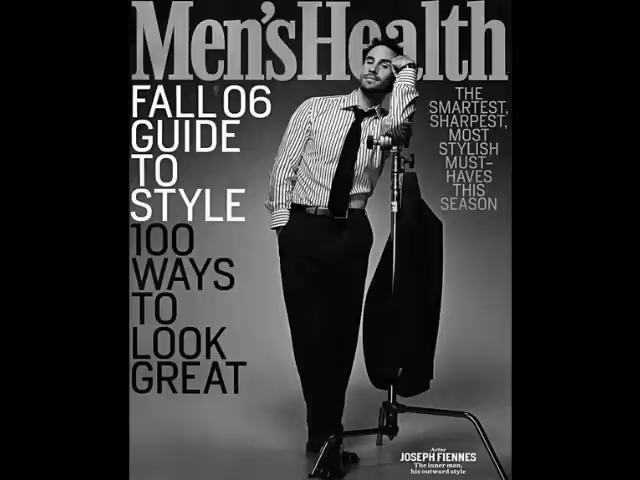 Men'sHealth
FALL 06
GUIDE
TO
STYLE
100
WAYS
TO
LOOK
GREAT
THE
SMARTEST,
SHARPEST,
MOST
STYLISH
MUST-
HAVES
THIS
SEASON
Actor
JOSEPH FIENNES
The inner man,
his outward style